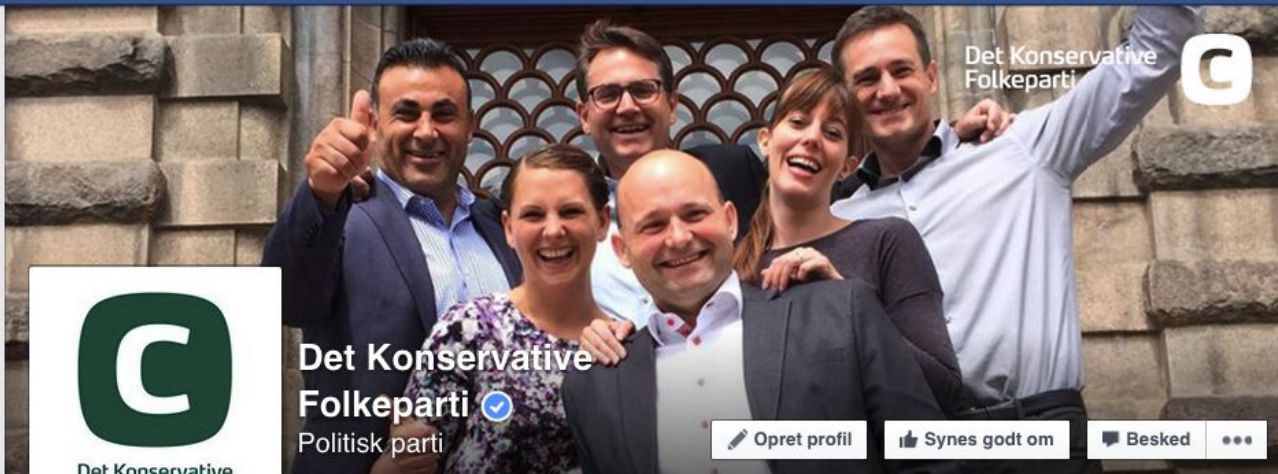 Det Konservative
Folkeparti
C
C
Det Konservative
Det Konservative
Folkeparti
Politisk parti
Opret profil
Synes godt om
Besked